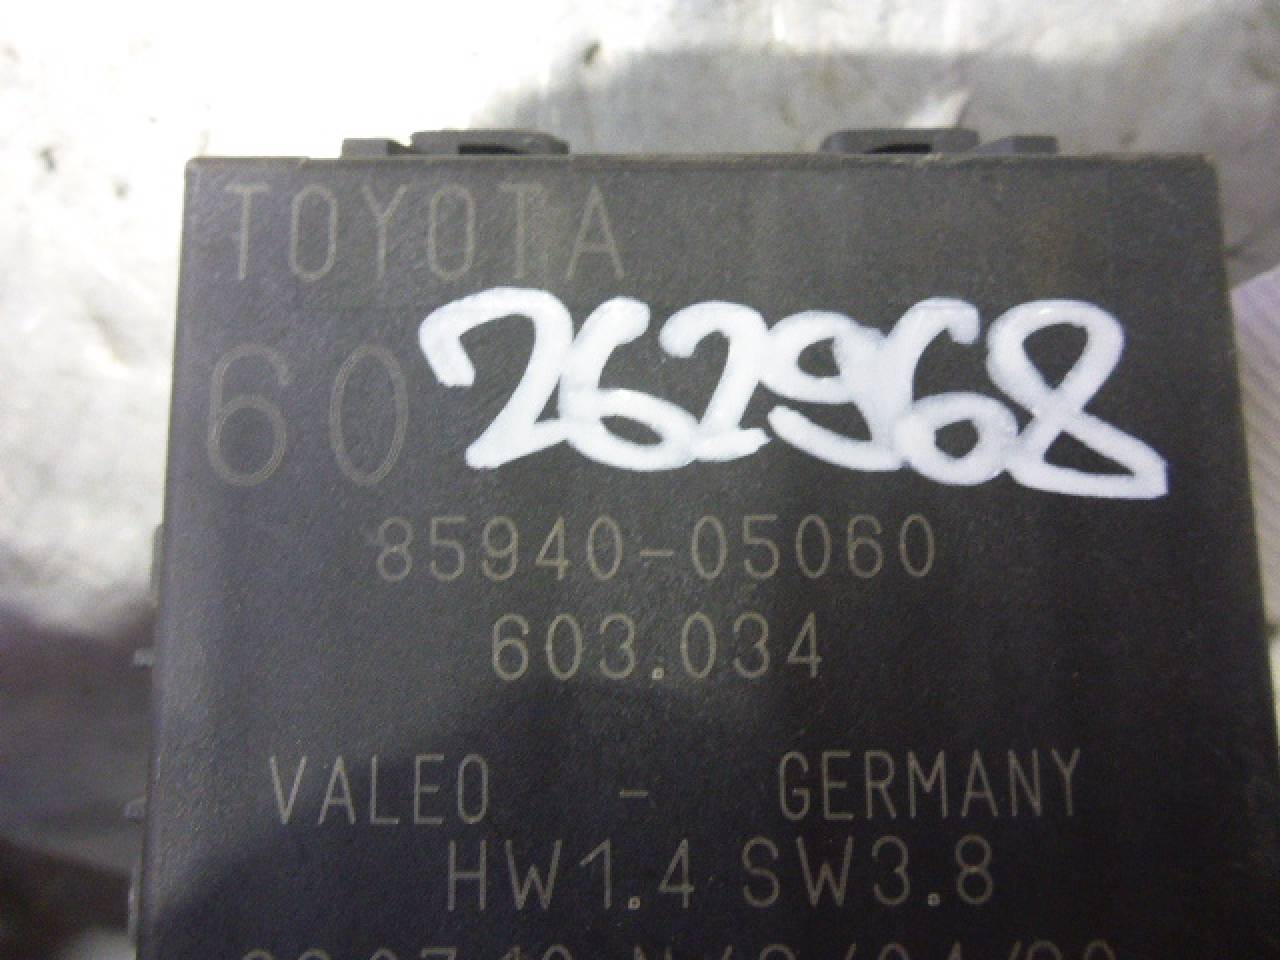 TOYOTA
262968
60
85940-05060
603.034
VALEO - GERMANY
HW1.4 SW3.8